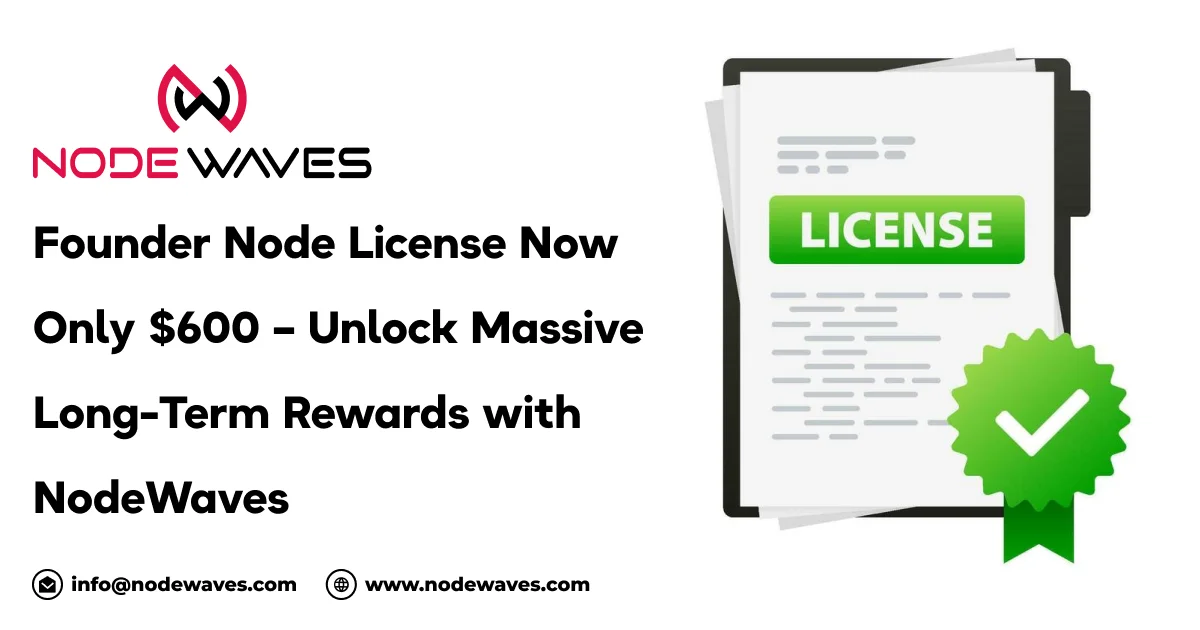 NODE WAVES
Founder Node License Now
Only $600 – Unlock Massive
Long-Term Rewards with
NodeWaves
info@nodewaves.com
www.nodewaves.com
LICENSE